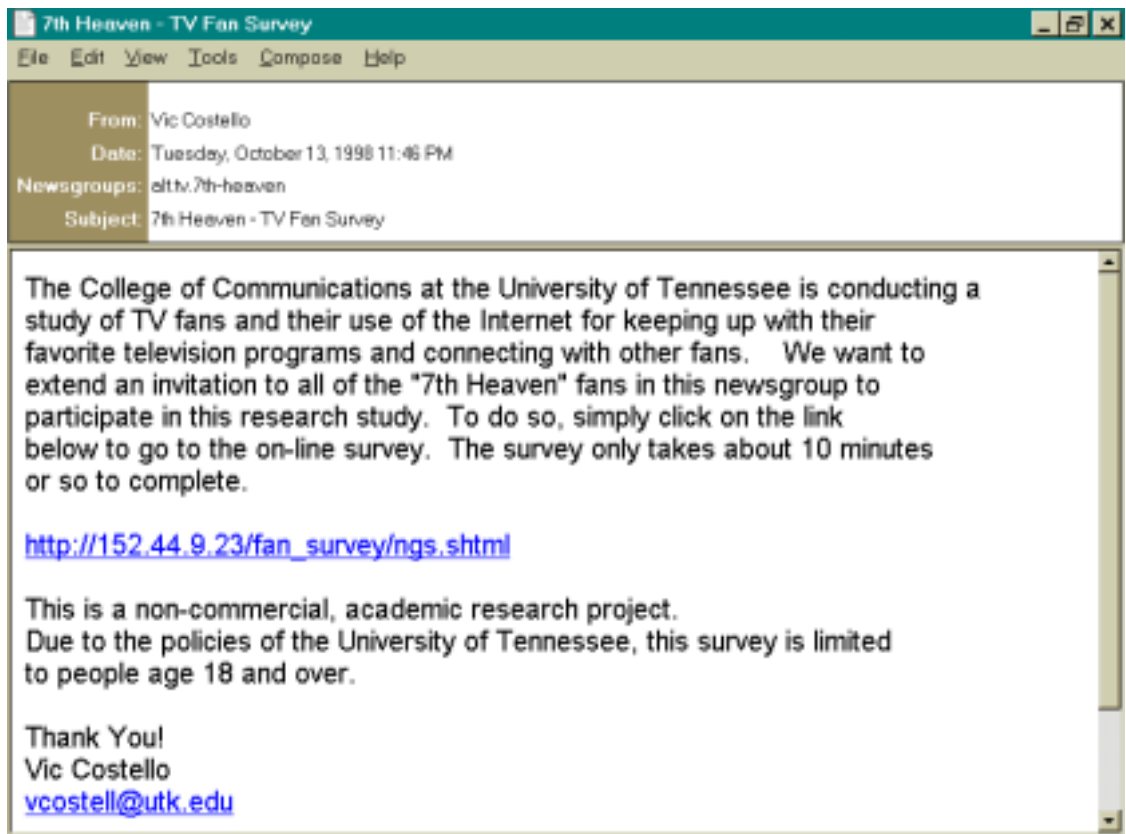 7th Heaven - TV Fan Survey
File Edit View Tools Compose Help
From: Vic Costello
Date: Tuesday, October 13, 1998 11:46 PM
Newsgroups: alt.tv.7th-heaven
Subject: 7th Heaven - TV Fan Survey
The College of Communications at the University of Tennessee is conducting a
study of TV fans and their use of the Internet for keeping up with their
favorite television programs and connecting with other fans. We want to
extend an invitation to all of the "7th Heaven" fans in this newsgroup to
participate in this research study. To do so, simply click on the link
below to go to the on-line survey. The survey only takes about 10 minutes
or so to complete.
http://152.44.9.23/fan_survey/ngs.shtml
This is a non-commercial, academic research project.
Due to the policies of the University of Tennessee, this survey is limited
to people age 18 and over.
Thank You!
Vic Costello
vcostell@utk.edu